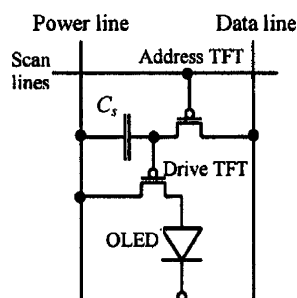 Power line Data line
Scan lines Address TFT
C_s
Drive TFT
OLED